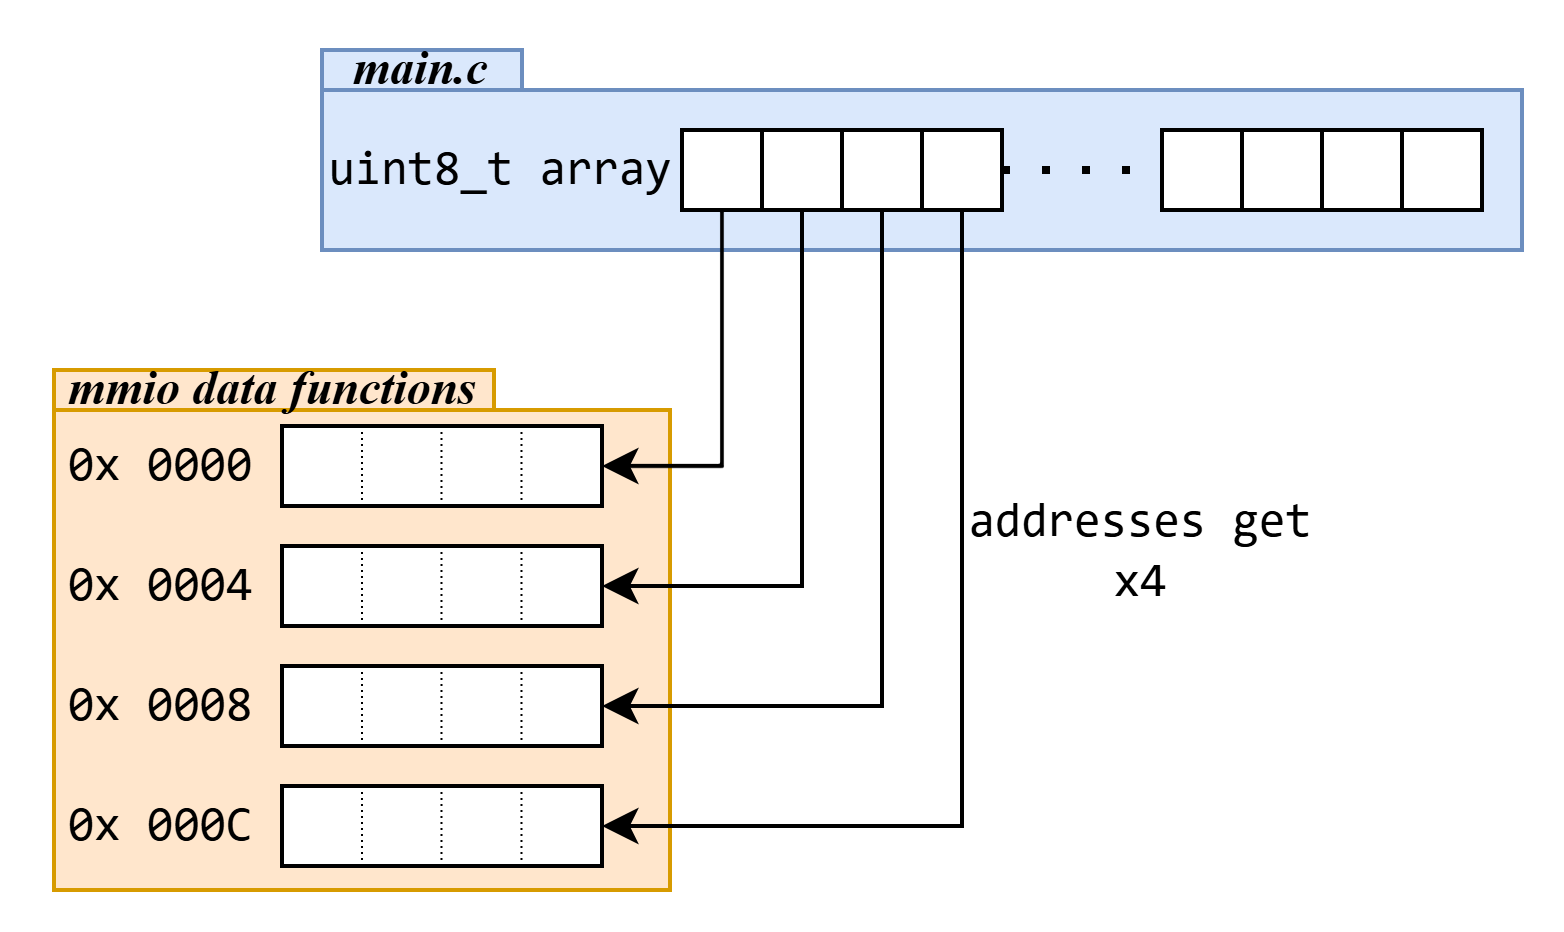 main.c
uint8_t array
mmio data functions
0x 0000
0x 0004
0x 0008
0x 000C
addresses get
x4